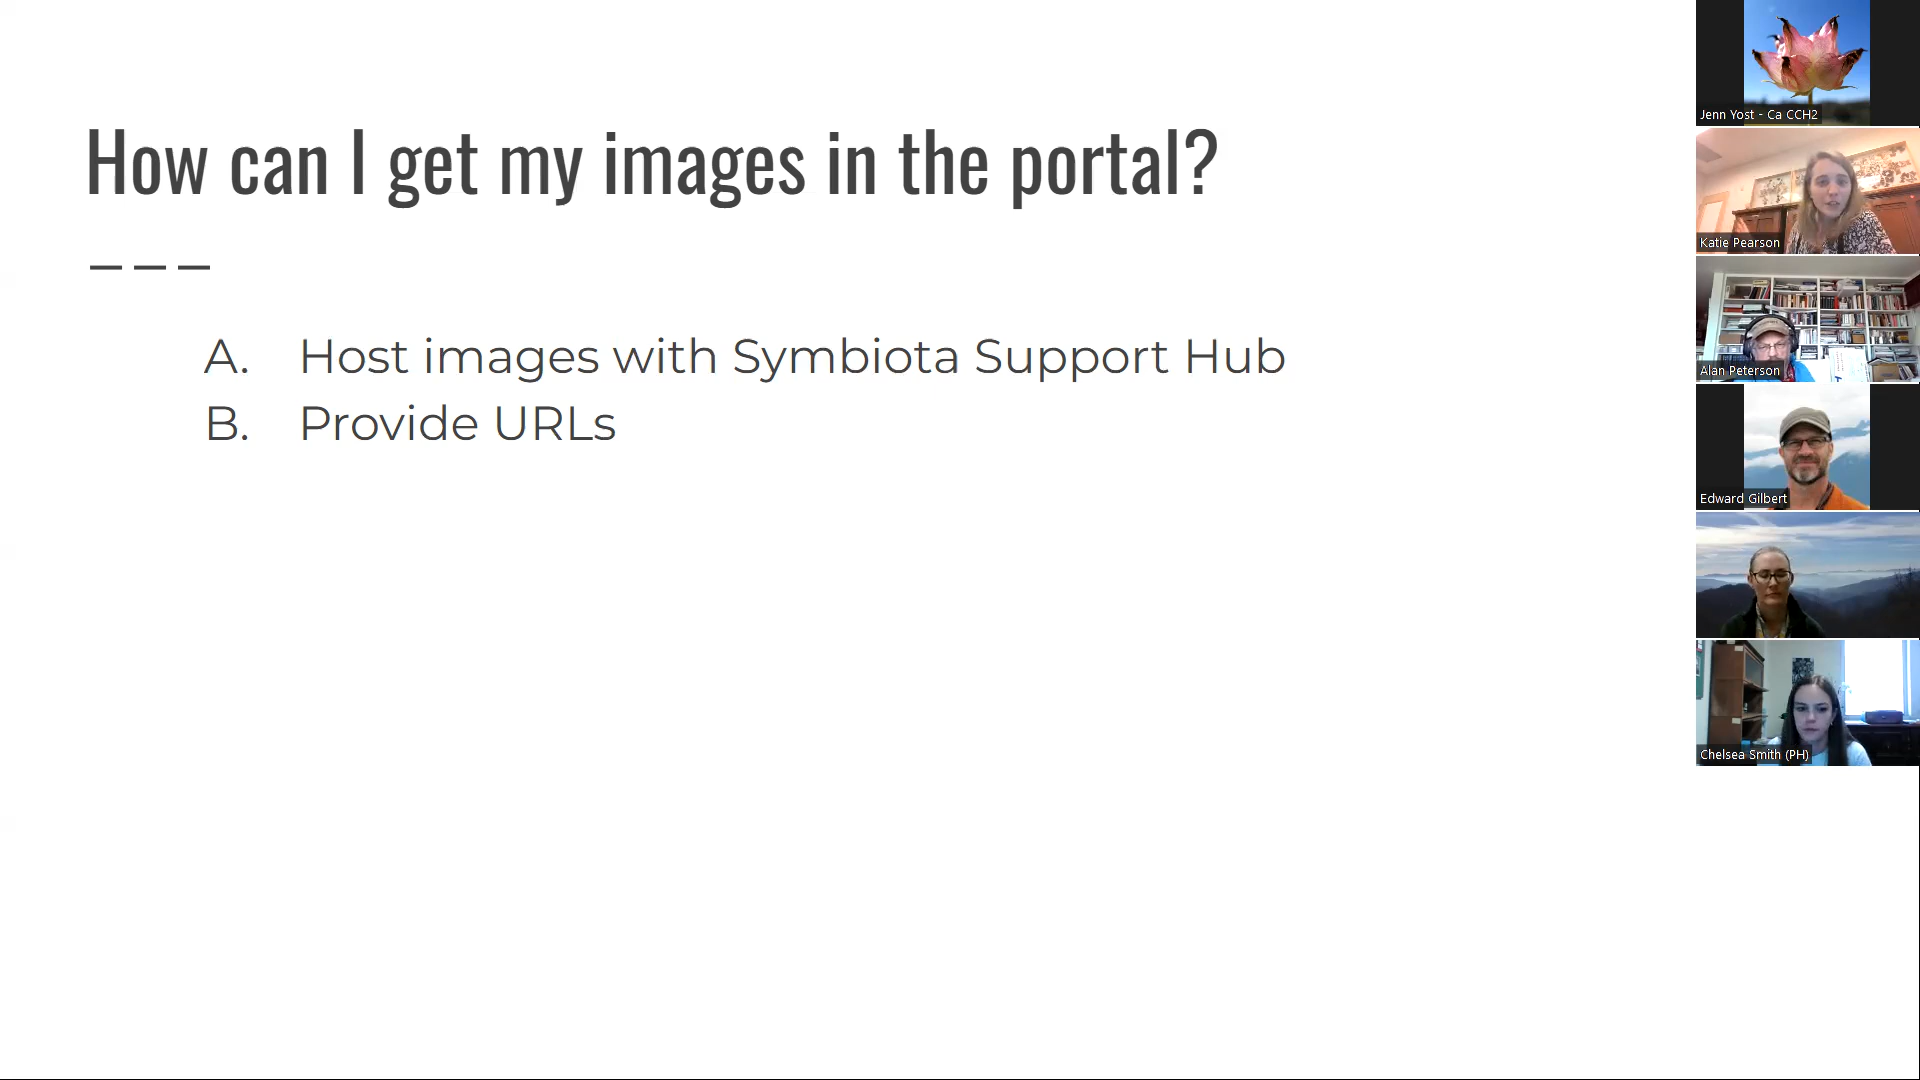 How can I get my images in the portal?
A. Host images with Symbiota Support Hub
B. Provide URLs
Jenn Yost - Ca CCH2
Katie Pearson
Alan Peterson
Edward Gilbert
Chelsea Smith (PH)